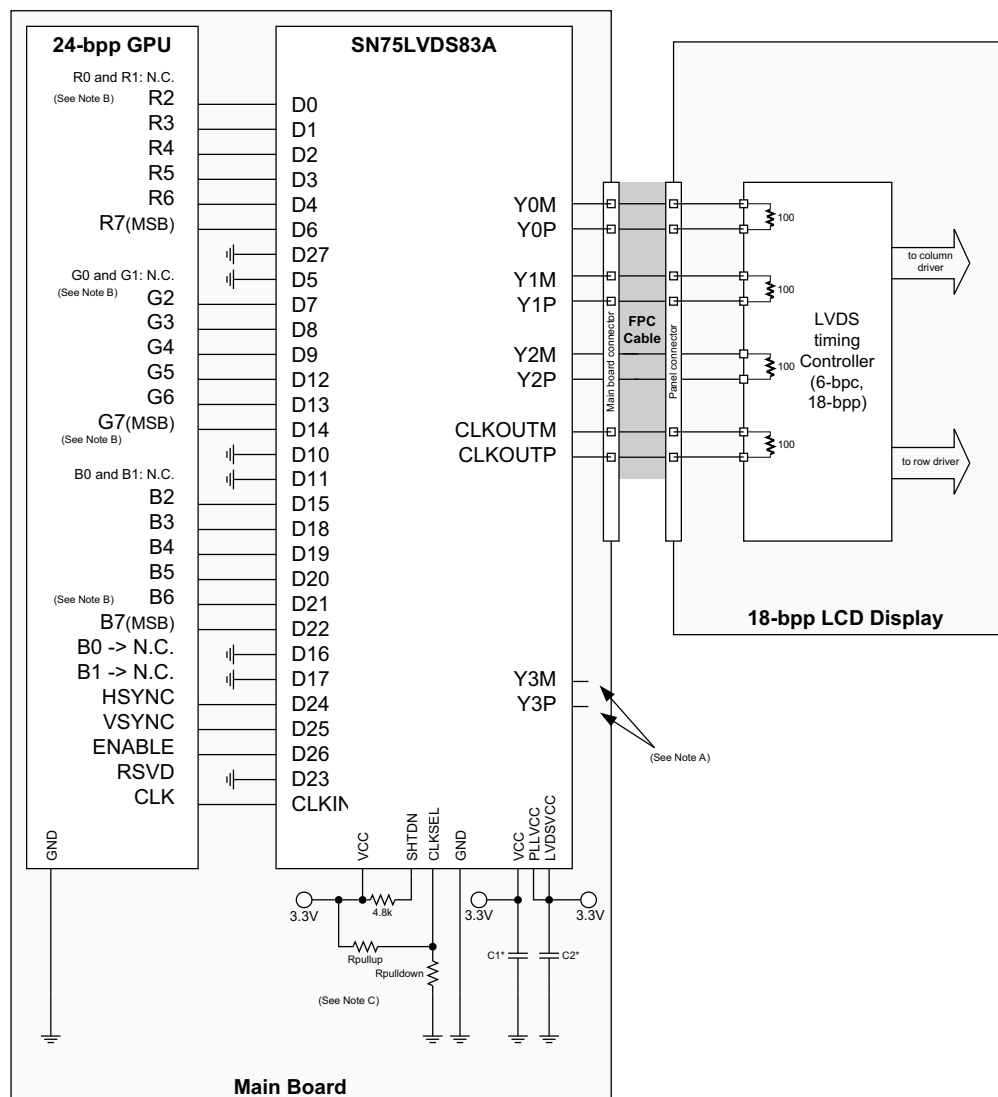 24-bpp GPU
R0 and R1: N.C.
(See Note B)
R2
R3
R4
R5
R6
R7(MSB)
G0 and G1: N.C.
(See Note B)
G2
G3
G4
G5
G6
G7(MSB)
(See Note B)
B0 and B1: N.C.
B2
B3
B4
B5
(See Note B)
B6
B7(MSB)
B0 -> N.C.
B1 -> N.C.
HSYNC
VSYNC
ENABLE
RSVD
CLK
GND
SN75LVDS83A
D0
D1
D2
D3
D4
D6
D27
D5
D7
D8
D9
D12
D13
D14
D10
D11
D15
D18
D19
D20
D21
D22
D16
D17
D24
D25
D26
D23
CLKIN
Y0M
Y0P
Y1M
Y1P
Y2M
Y2P
CLKOUTM
CLKOUTP
Y3M
Y3P
(See Note A)
VCC
SHTDN
CLKSEL
GND
VCC
PLLVCC
LVDSVCC
3.3V
4.8k
3.3V
3.3V
Rpullup
Rpulldown
C1*
C2*
(See Note C)
Main Board
Main board connector
FPC
Cable
Panel connector
100
100
100
100
LVDS
timing
Controller
(6-bpc,
18-bpp)
to column
driver
to row driver
18-bpp LCD Display